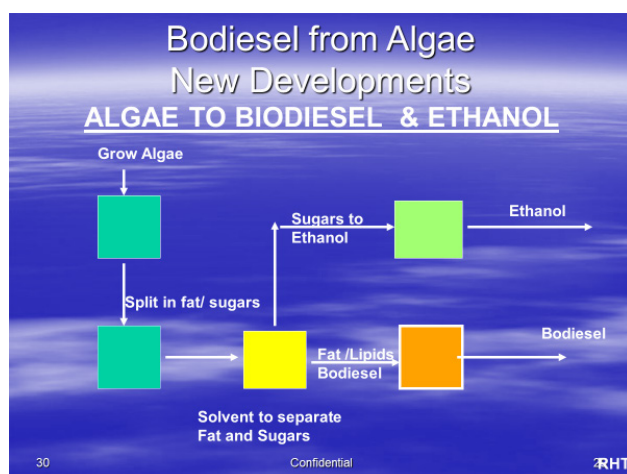 Bodiesel from Algae
New Developments
ALGAE TO BIODIESEL & ETHANOL
Grow Algae
Sugars to
Ethanol
Ethanol
Split in fat/ sugars
Fat /Lipids
Bodiesel
Bodiesel
Solvent to separate
Fat and Sugars
30
Confidential
RHT